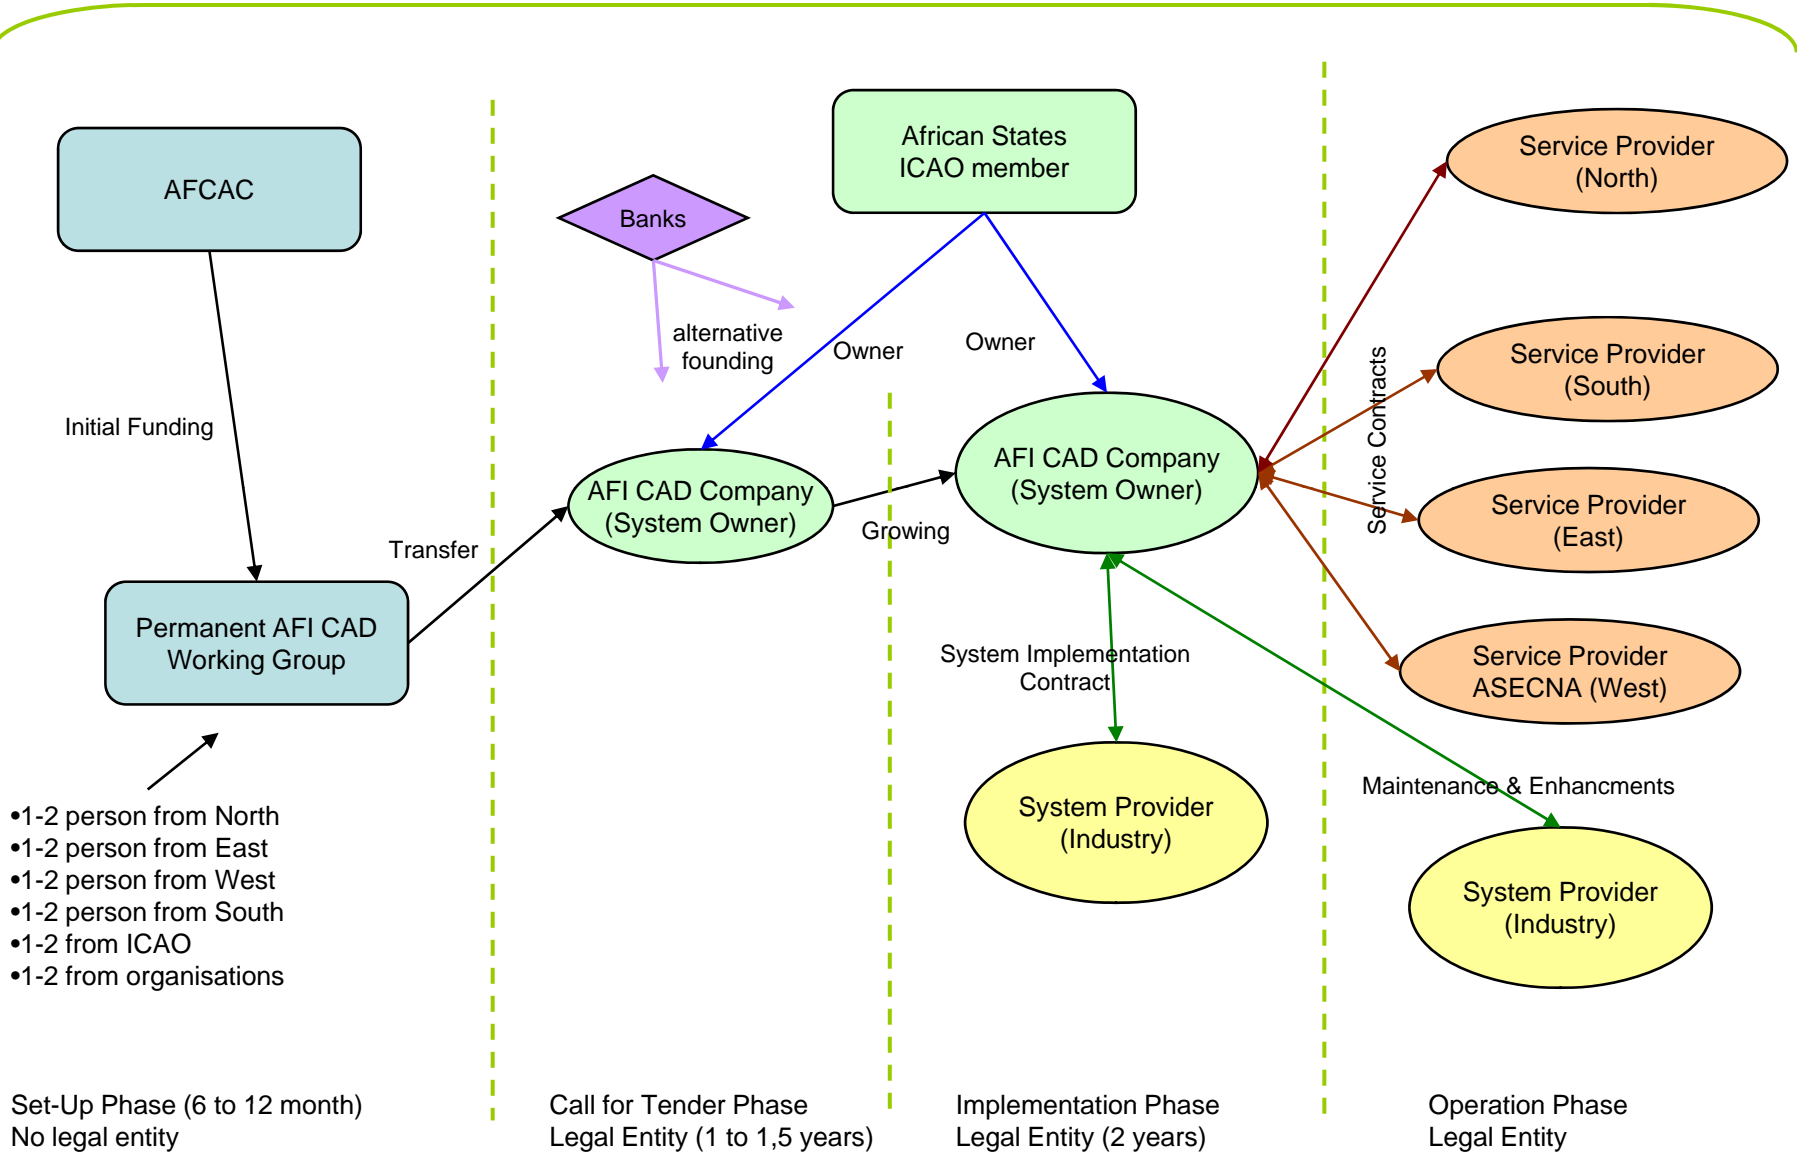 AFCAC
African States
ICAO member
Banks
Service Provider
(North)
alternative
founding
Owner
Owner
Service Provider
(South)
Service Contracts
Initial Funding
AFI CAD Company
(System Owner)
AFI CAD Company
(System Owner)
Growing
Transfer
Service Provider
(East)
Permanent AFI CAD
Working Group
System Implementation
Contract
Service Provider
ASECNA (West)
Maintenance & Enhancments
System Provider
(Industry)
System Provider
(Industry)
•1-2 person from North
•1-2 person from East
•1-2 person from West
•1-2 person from South
•1-2 from ICAO
•1-2 from organisations
Set-Up Phase (6 to 12 month)
No legal entity
Call for Tender Phase
Legal Entity (1 to 1,5 years)
Implementation Phase
Legal Entity (2 years)
Operation Phase
Legal Entity